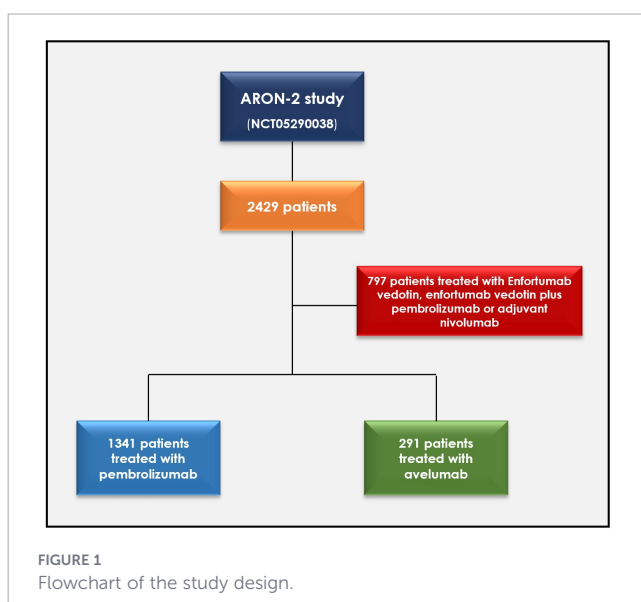 ARON-2 study
(NCT05290038)
2429 patients
797 patients treated with Enfortumab
vedotin, enfortumab vedotin plus
pembrolizumab or adjuvant
nivolumab
1341 patients
treated with
pembrolizumab
291 patients
treated with
avelumab
FIGURE 1
Flowchart of the study design.